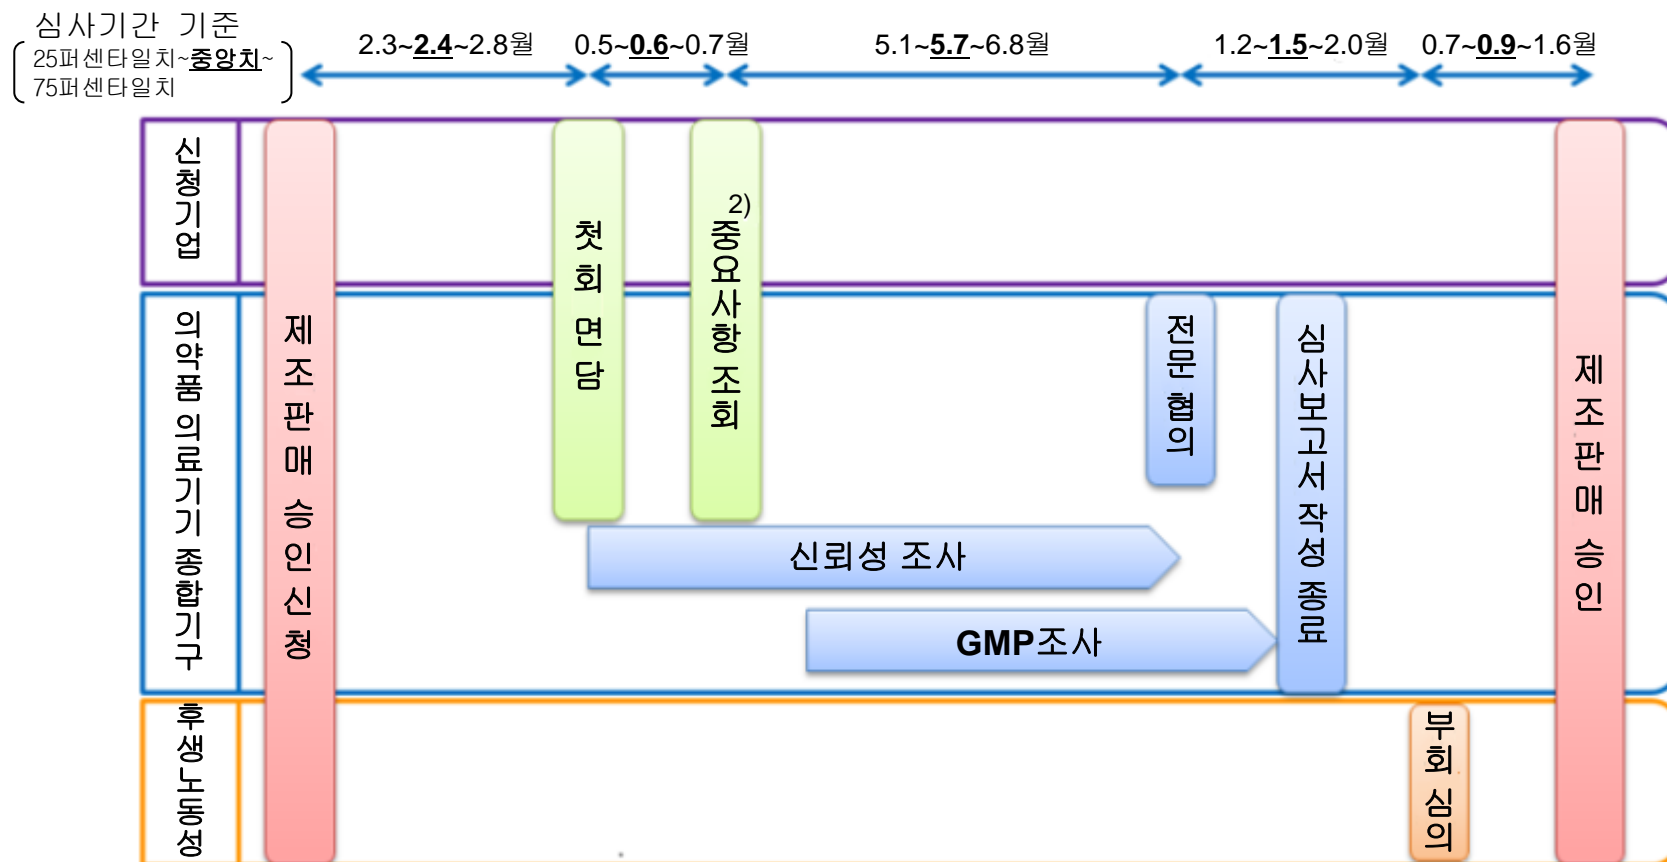 심사기간 기준
25퍼센타일치~중앙치~
75퍼센타일치
2.3~2.4~2.8월
0.5~0.6~0.7월
5.1~5.7~6.8월
1.2~1.5~2.0월
0.7~0.9~1.6월
신청기업
의약품 의료기기 종합기구
후생노동성
제조판매 승인신청
첫회 면담
2)
중요사항 조회
전문 협의
심사보고서 작성 종료
제조판매 승인
신뢰성 조사
GMP조사
부회 심의